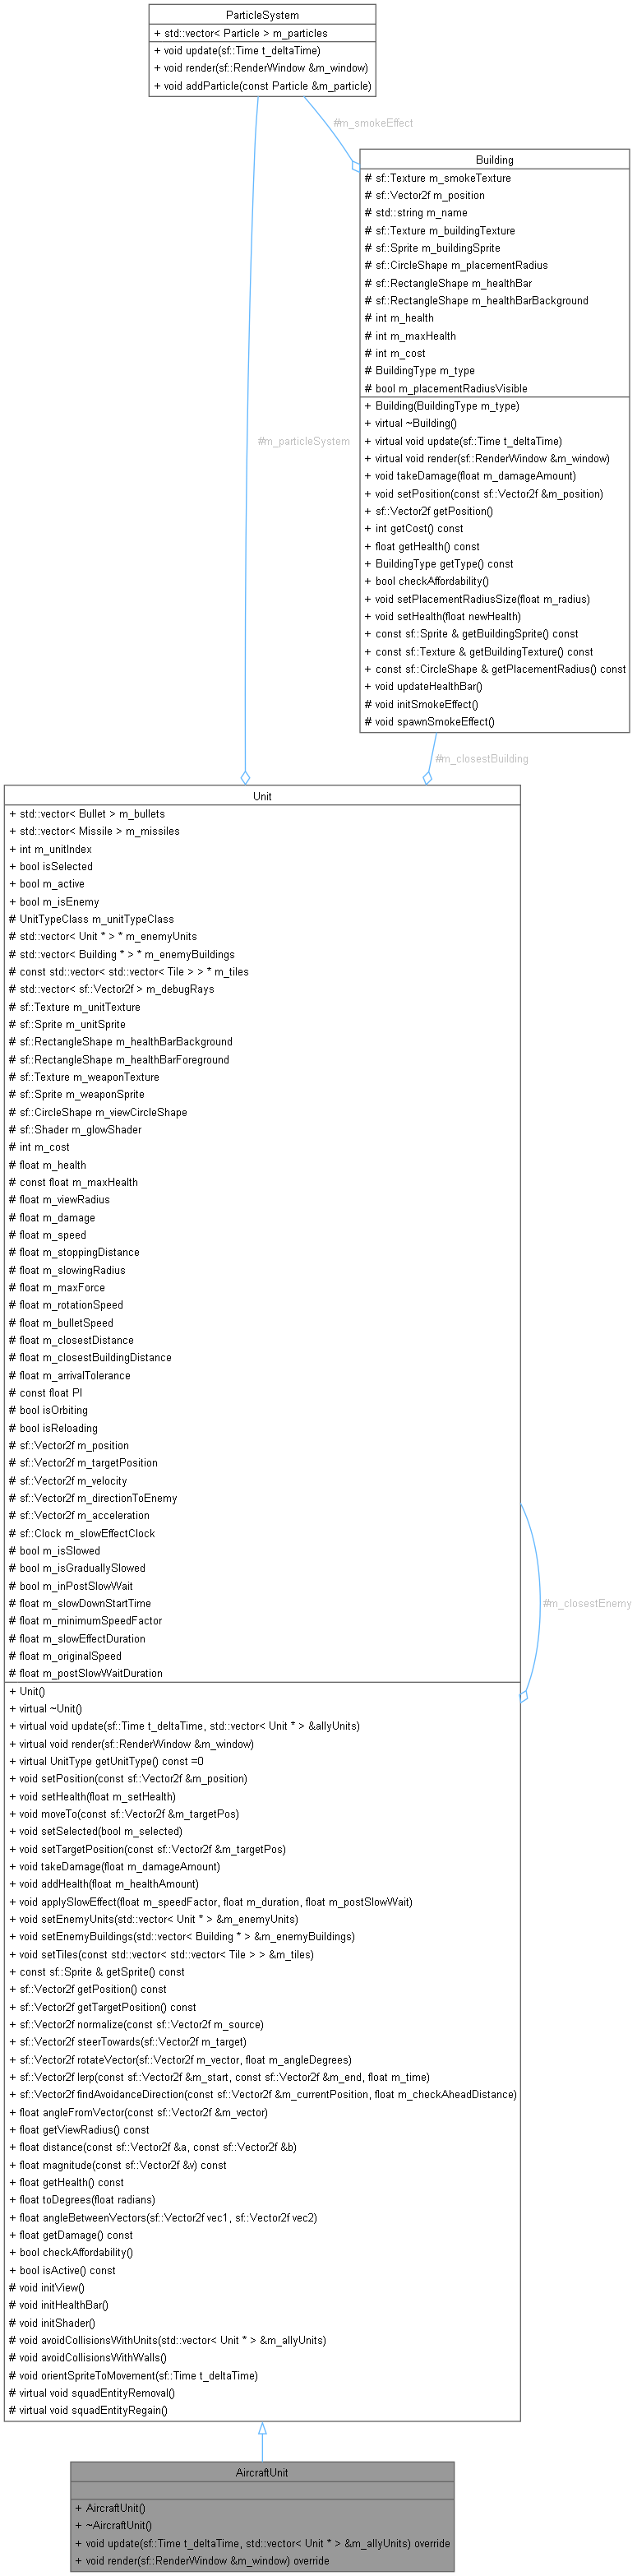 ParticleSystem
+ std::vector< Particle > m_particles
+ void update(sf::Time t_deltaTime)
+ void render(sf::RenderWindow &m_window)
+ void addParticle(const Particle &m_particle)
#m_smokeEffect
Building
# sf::Texture m_smokeTexture
# sf::Vector2f m_position
# std::string m_name
# sf::Texture m_buildingTexture
# sf::Sprite m_buildingSprite
# sf::CircleShape m_placementRadius
# sf::RectangleShape m_healthBar
# sf::RectangleShape m_healthBarBackground
# int m_health
# int m_maxHealth
# int m_cost
# BuildingType m_type
# bool m_placementRadiusVisible
+ Building(BuildingType m_type)
+ virtual ~Building()
+ virtual void update(sf::Time t_deltaTime)
+ virtual void render(sf::RenderWindow &m_window)
+ void takeDamage(float m_damageAmount)
+ void setPosition(const sf::Vector2f &m_position)
+ sf::Vector2f getPosition()
+ int getCost() const
+ float getHealth() const
+ BuildingType getType() const
+ bool checkAffordability()
+ void setPlacementRadiusSize(float m_radius)
+ void setHealth(float newHealth)
+ const sf::Sprite & getBuildingSprite() const
+ const sf::Texture & getBuildingTexture() const
+ const sf::CircleShape & getPlacementRadius() const
+ void updateHealthBar()
# void initSmokeEffect()
# void spawnSmokeEffect()
#m_particleSystem
#m_closestBuilding
Unit
+ std::vector< Bullet > m_bullets
+ std::vector< Missile > m_missiles
+ int m_unitIndex
+ bool isSelected
+ bool m_active
+ bool m_isEnemy
# UnitTypeClass m_unitTypeClass
# std::vector< Unit * > * m_enemyUnits
# std::vector< Building * > * m_enemyBuildings
# const std::vector< std::vector< Tile > > * m_tiles
# std::vector< sf::Vector2f > m_debugRays
# sf::Texture m_unitTexture
# sf::Sprite m_unitSprite
# sf::RectangleShape m_healthBarBackground
# sf::RectangleShape m_healthBarForeground
# sf::Texture m_weaponTexture
# sf::Sprite m_weaponSprite
# sf::CircleShape m_viewCircleShape
# sf::Shader m_glowShader
# int m_cost
# float m_health
# const float m_maxHealth
# float m_viewRadius
# float m_damage
# float m_speed
# float m_stoppingDistance
# float m_slowingRadius
# float m_maxForce
# float m_rotationSpeed
# float m_bulletSpeed
# float m_closestDistance
# float m_closestBuildingDistance
# float m_arrivalTolerance
# const float PI
# bool isOrbiting
# bool isReloading
# sf::Vector2f m_position
# sf::Vector2f m_targetPosition
# sf::Vector2f m_velocity
# sf::Vector2f m_directionToEnemy
# sf::Vector2f m_acceleration
# sf::Clock m_slowEffectClock
# bool m_isSlowed
# bool m_isGraduallySlowed
# bool m_inPostSlowWait
# float m_slowDownStartTime
# float m_minimumSpeedFactor
# float m_slowEffectDuration
# float m_originalSpeed
# float m_postSlowWaitDuration
+ Unit()
+ virtual ~Unit()
+ virtual void update(sf::Time t_deltaTime, std::vector< Unit * > &allyUnits)
+ virtual void render(sf::RenderWindow &m_window)
+ virtual UnitType getUnitType() const =0
+ void setPosition(const sf::Vector2f &m_position)
+ void setHealth(float m_setHealth)
+ void moveTo(const sf::Vector2f &m_targetPos)
+ void setSelected(bool m_selected)
+ void setTargetPosition(const sf::Vector2f &m_targetPos)
+ void takeDamage(float m_damageAmount)
+ void addHealth(float m_healthAmount)
+ void applySlowEffect(float m_speedFactor, float m_duration, float m_postSlowWait)
+ void setEnemyUnits(std::vector< Unit * > &m_enemyUnits)
+ void setEnemyBuildings(std::vector< Building * > &m_enemyBuildings)
+ void setTiles(const std::vector< std::vector< Tile > > &m_tiles)
+ const sf::Sprite & getSprite() const
+ sf::Vector2f getPosition() const
+ sf::Vector2f getTargetPosition() const
+ sf::Vector2f normalize(const sf::Vector2f m_source)
+ sf::Vector2f steerTowards(sf::Vector2f m_target)
+ sf::Vector2f rotateVector(sf::Vector2f m_vector, float m_angleDegrees)
+ sf::Vector2f lerp(const sf::Vector2f &m_start, const sf::Vector2f &m_end, float m_time)
+ sf::Vector2f findAvoidanceDirection(const sf::Vector2f &m_currentPosition, float m_checkAheadDistance)
+ float angleFromVector(const sf::Vector2f &m_vector)
+ float getViewRadius() const
+ float distance(const sf::Vector2f &a, const sf::Vector2f &b)
+ float magnitude(const sf::Vector2f &v) const
+ float getHealth() const
+ float toDegrees(float radians)
+ float angleBetweenVectors(sf::Vector2f vec1, sf::Vector2f vec2)
+ float getDamage() const
+ bool checkAffordability()
+ bool isActive() const
# void initView()
# void initHealthBar()
# void initShader()
# void avoidCollisionsWithUnits(std::vector< Unit * > &m_allyUnits)
# void avoidCollisionsWithWalls()
# void orientSpriteToMovement(sf::Time t_deltaTime)
# virtual void squadEntityRemoval()
# virtual void squadEntityRegain()
#m_closestEnemy
AircraftUnit
+ AircraftUnit()
+ ~AircraftUnit()
+ void update(sf::Time t_deltaTime, std::vector< Unit * > &m_allyUnits) override
+ void render(sf::RenderWindow &m_window) override